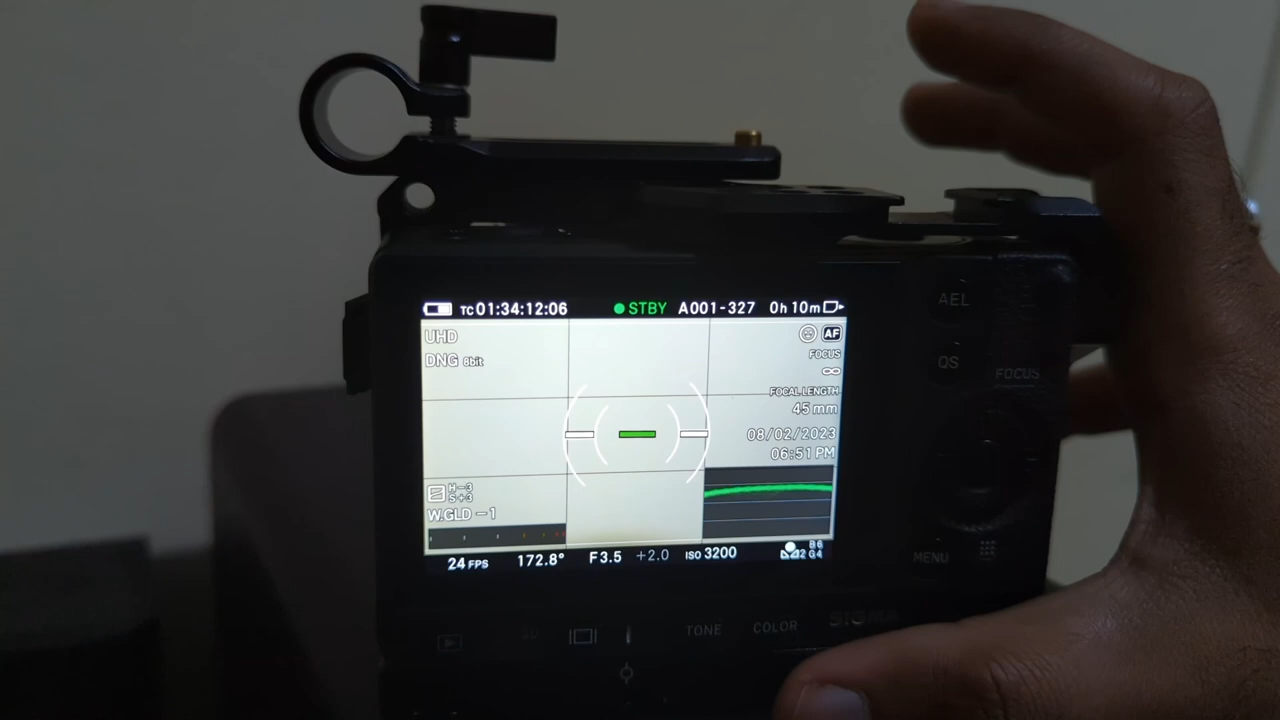 TC 01:34:12:06 STBY A001-327 0h 10m
UHD
AF
DNG 8bit
FOCUS
∞
FOCAL LENGTH
45 mm
08/02/2023
06:51 PM
H-3
S+3
W.GLD -1
24 FPS 172.8° F3.5 +2.0 ISO 3200
B6
G4
AEL
QS
FOCUS
MENU
TONE COLOR SIGMA